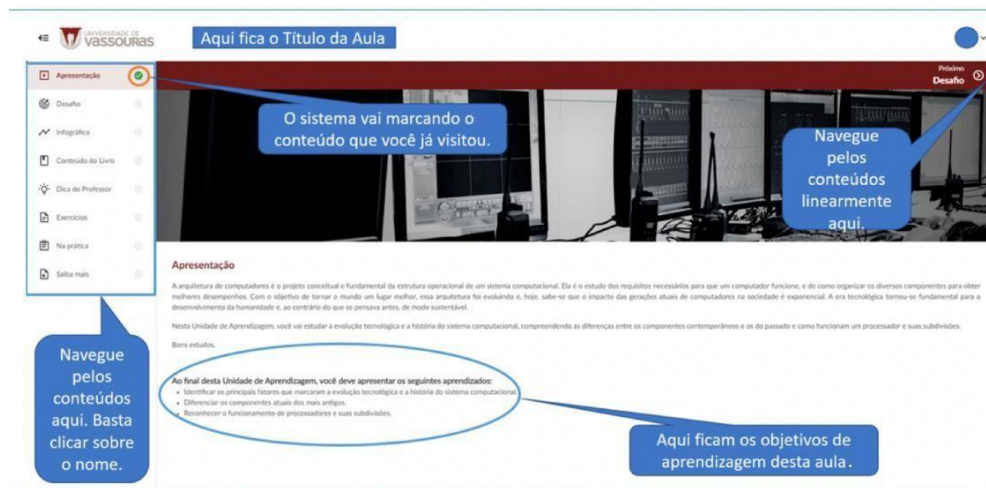 UNIVERSIDADE DE
VASSOURAS
Aqui fica o Título da Aula
Próximo
Desafio
Apresentação
Desafio
Infográfico
Conteúdo do Livro
Dica do Professor
Exercícios
Na prática
Saiba mais
O sistema vai marcando o
conteúdo que você já visitou.
Navegue
pelos
conteúdos
linearmente
aqui.
Apresentação
A arquitetura de computadores é o projeto conceitual e fundamental da estrutura operacional de um sistema computacional. Ela é o estudo dos requisitos necessários para que um computador funcione, e de como organizar os diversos componentes para obter
melhores desempenhos. Com o objetivo de tornar o mundo um lugar melhor, essa arquitetura foi evoluindo e, hoje, sabe-se que o impacto das gerações atuais de computadores na sociedade é exponencial. A era tecnológica tornou-se fundamental para o
desenvolvimento da humanidade e, ao contrário do que se pensava antes, de modo sustentável.
Nesta Unidade de Aprendizagem, você vai estudar a evolução tecnológica e a história do sistema computacional, compreendendo as diferenças entre os componentes contemporâneos e os do passado e como funcionam um processador e suas subdivisões.
Bons estudos.
Ao final desta Unidade de Aprendizagem, você deve apresentar os seguintes aprendizados:
• Identificar os principais fatores que marcaram a evolução tecnológica e a história do sistema computacional.
• Diferenciar os componentes atuais dos mais antigos.
• Reconhecer o funcionamento de processadores e suas subdivisões.
Navegue
pelos
conteúdos
aqui. Basta
clicar sobre
o nome.
Aqui ficam os objetivos de
aprendizagem desta aula.